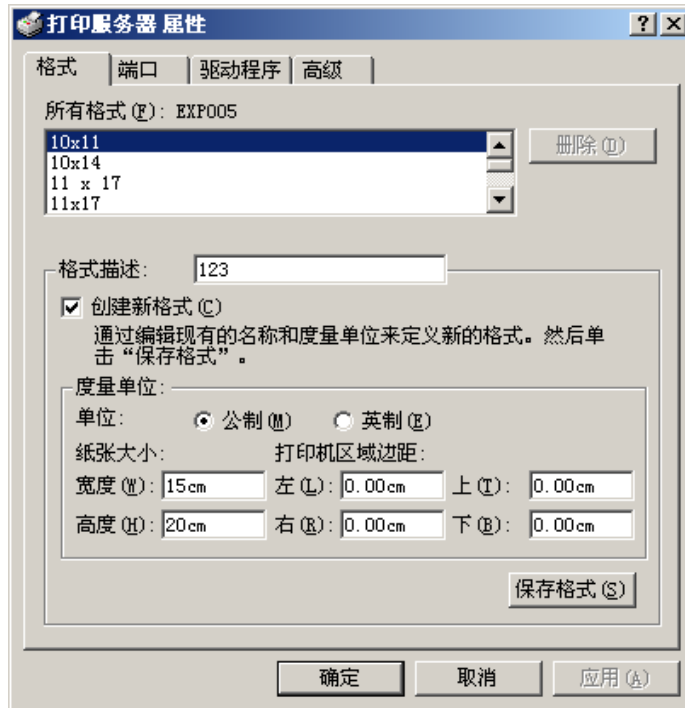 打印服务器 属性
格式 端口 驱动程序 高级
所有格式(F): EXP005
10x11
10x14
11 x 17
11x17
删除(D)
格式描述: 123
创建新格式(C)
通过编辑现有的名称和度量单位来定义新的格式。然后单
击“保存格式”。
度量单位:
单位: 公制(M) 英制(E)
纸张大小: 打印机区域边距:
宽度(W): 15cm 左(L): 0.00cm 上(T): 0.00cm
高度(H): 20cm 右(R): 0.00cm 下(B): 0.00cm
保存格式(S)
确定 取消 应用(A)